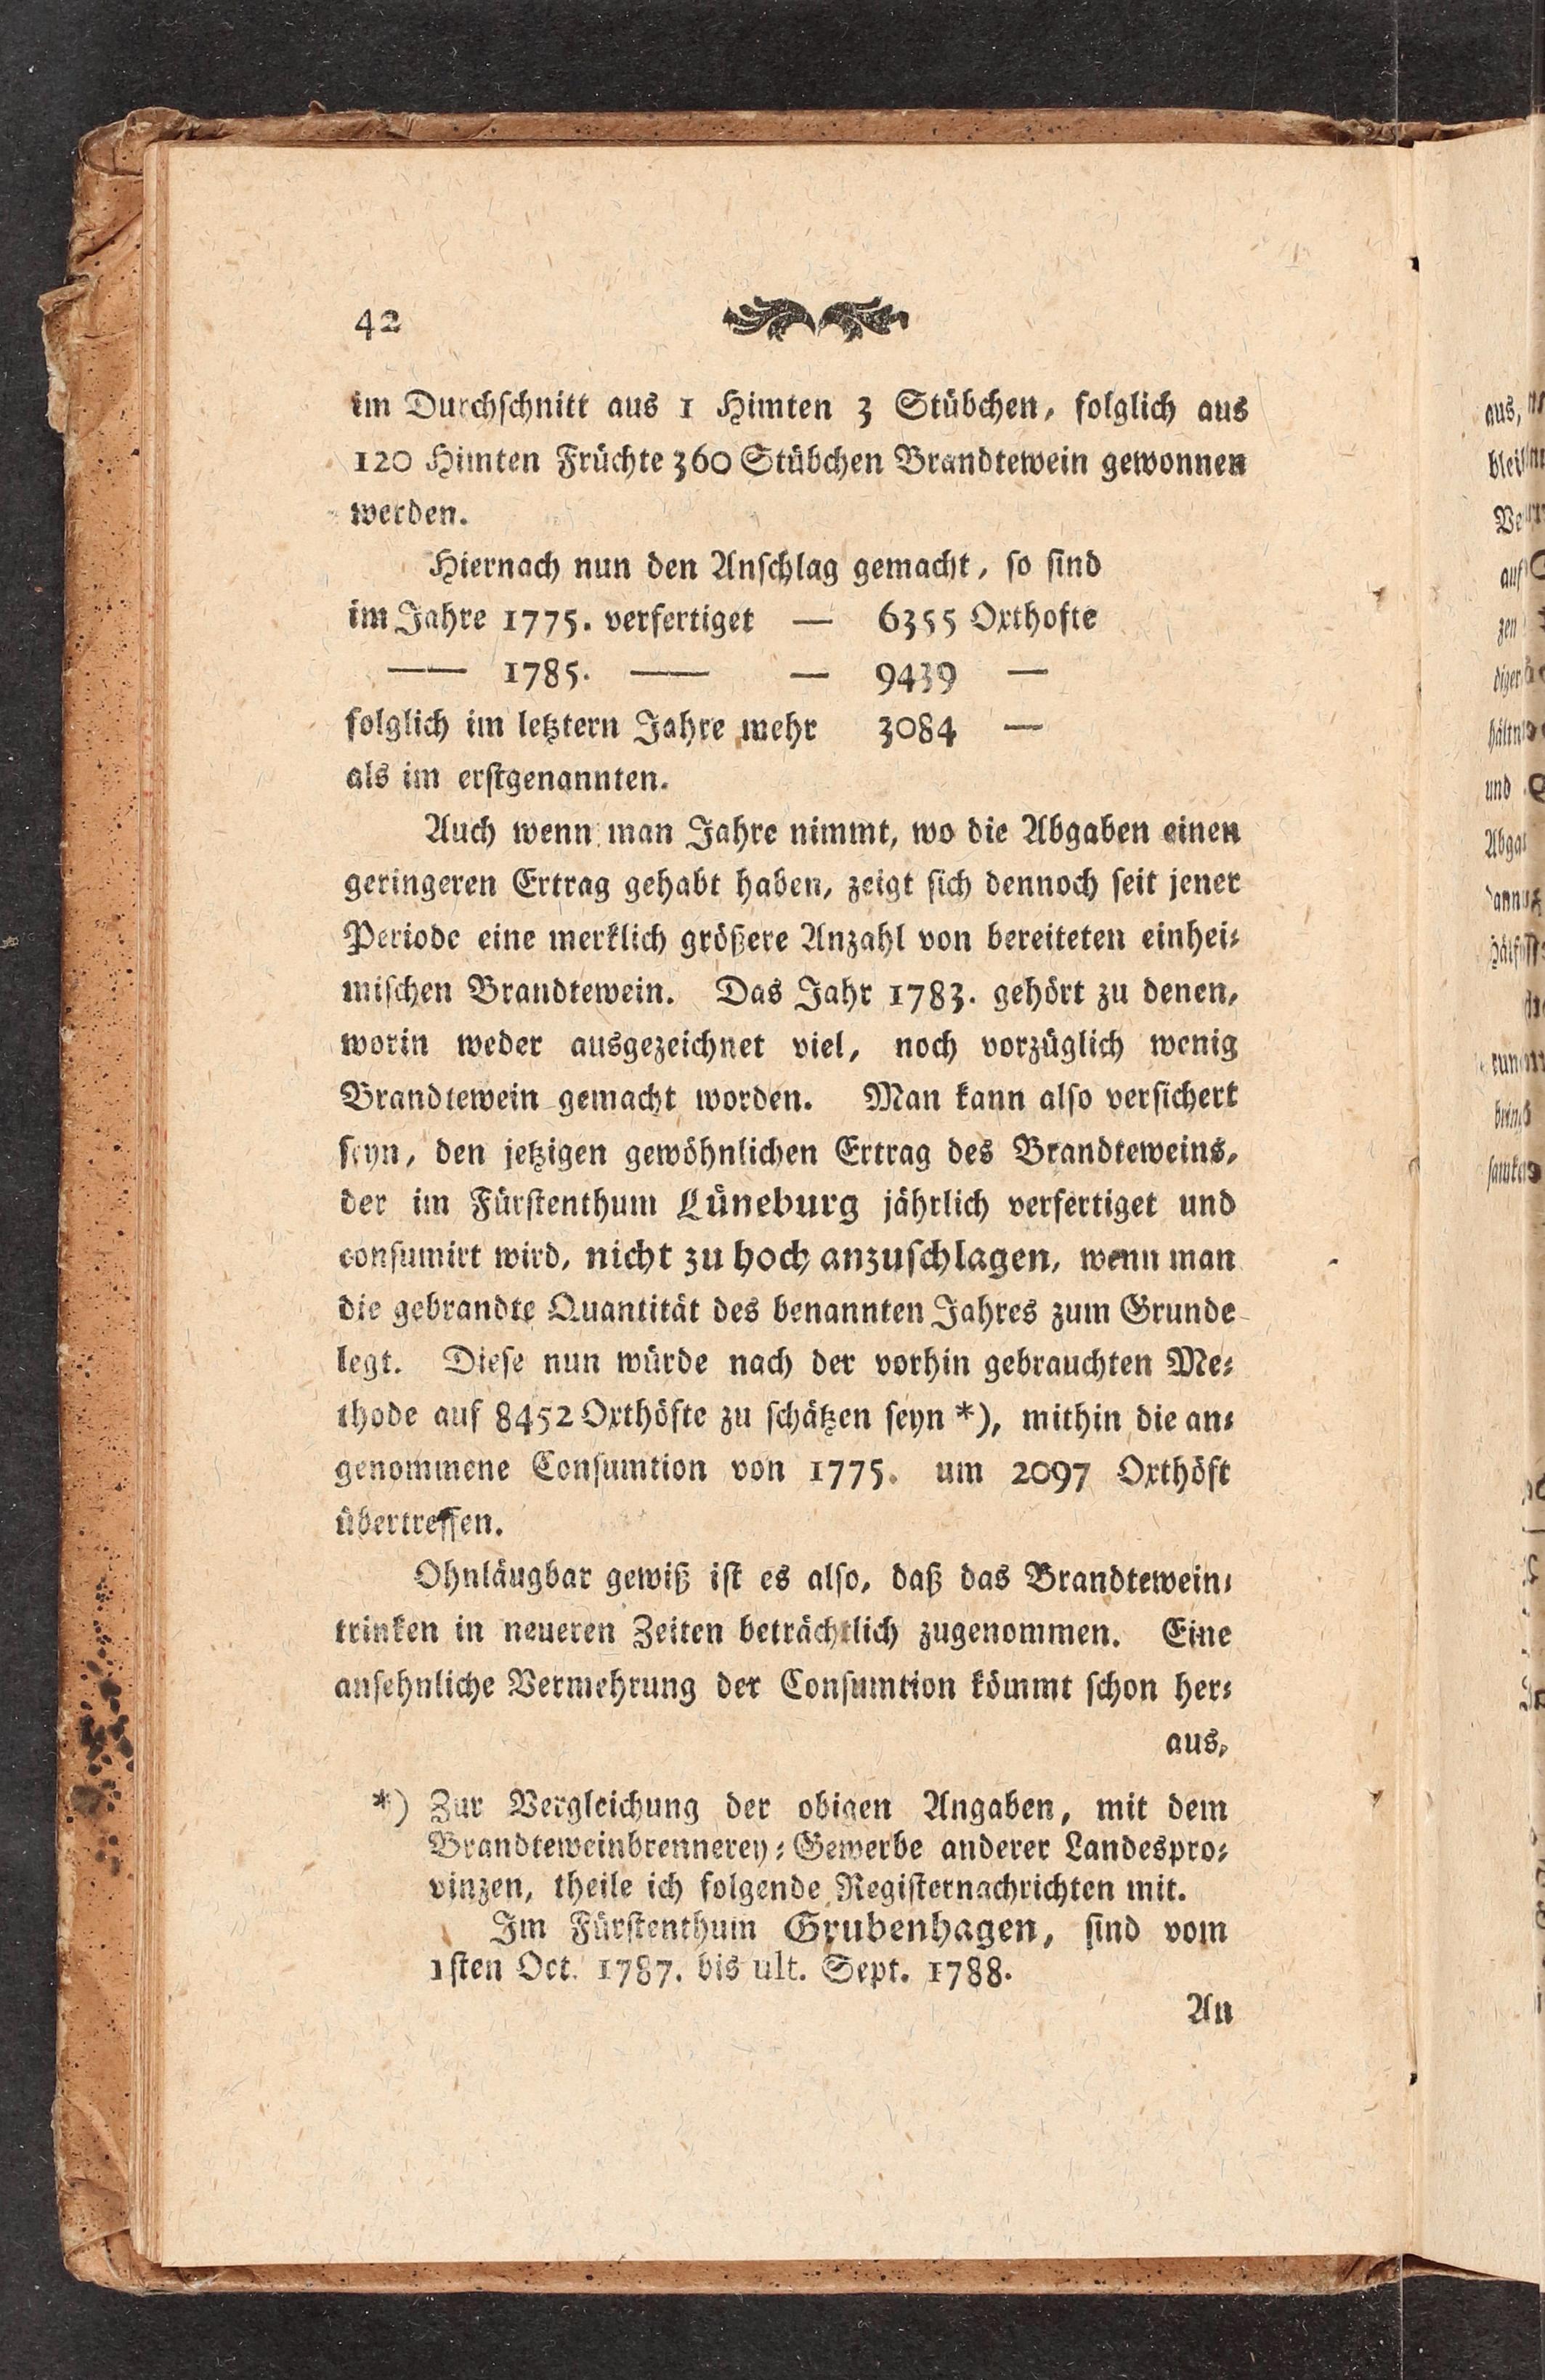 42
im Durchschnitt aus 1 Himten 3 Stübchen, folglich aus
120 Himten Früchte 360 Stübchen Brandtewein gewonnen
werden.
Hiernach nun den Anschlag gemacht, so sind
im Jahre 1775. verfertiget — 6355 Oxthofte
—— 1785. —— — 9439 —
folglich im letztern Jahre mehr 3084 —
als im erstgenannten.
Auch wenn man Jahre nimmt, wo die Abgaben einen
geringeren Ertrag gehabt haben, zeigt sich dennoch seit jener
Periode eine merklich größere Anzahl von bereiteten einhei-
mischen Brandtewein. Das Jahr 1783. gehört zu denen,
worin weder ausgezeichnet viel, noch vorzüglich wenig
Brandtewein gemacht worden. Man kann also versichert
seyn, den jetzigen gewöhnlichen Ertrag des Brandteweins,
der im Fürstenthum Lüneburg jährlich verfertiget und
consumirt wird, nicht zu hoch anzuschlagen, wenn man
die gebrandte Quantität des benannten Jahres zum Grunde
legt. Diese nun würde nach der vorhin gebrauchten Me-
thode auf 8452 Oxthöfte zu schätzen seyn *), mithin die an-
genommene Consumtion von 1775. um 2097 Oxthöft
übertreffen.
Ohnläugbar gewiß ist es also, daß das Brandtewein-
trinken in neueren Zeiten beträchtlich zugenommen. Eine
ansehnliche Vermehrung der Consumtion kömmt schon her-
aus,
*) Zur Vergleichung der obigen Angaben, mit dem
Brandteweinbrennerey-Gewerbe anderer Landespro-
vinzen, theile ich folgende Registernachrichten mit.
Im Fürstenthum Grubenhagen, sind vom
1sten Oct. 1787. bis ult. Sept. 1788.
An
aus,
und